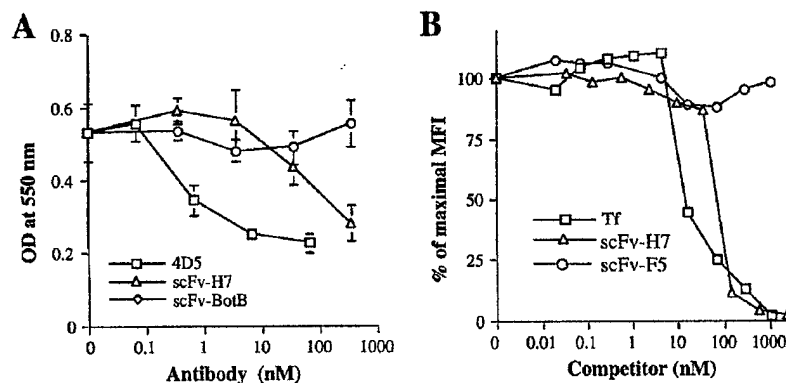 A
OD at 550 nm
0.8
0.6
0.4
0.2
0
4D5
scFv-H7
scFv-BotB
0 0.1 1 10 100 1000
Antibody (nM)
B
% of maximal MFI
100
75
50
25
0
Tf
scFv-H7
scFv-F5
0 0.01 0.1 1 10 100 1000
Competitor (nM)